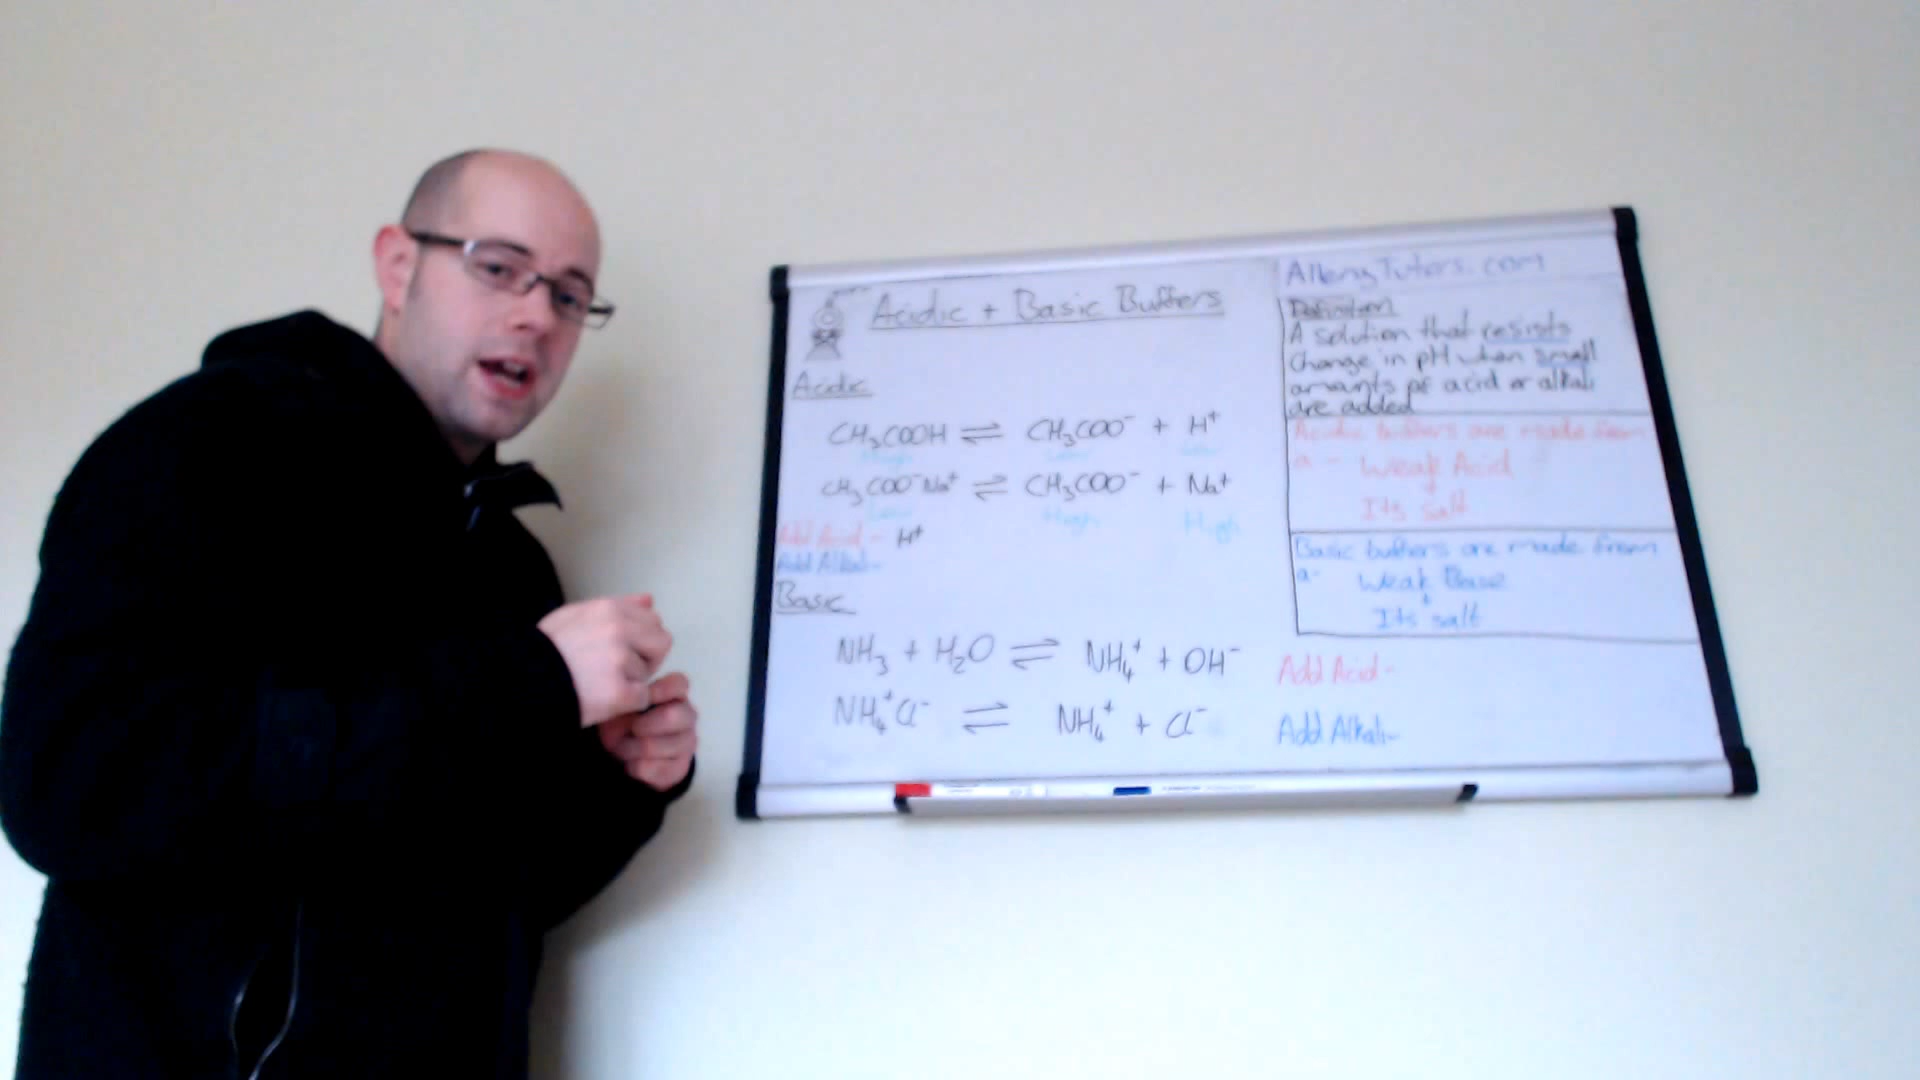 Acidic + Basic Buffers
Acidic
CH₃COOH ⇌ CH₃COO⁻ + H⁺
High Low Low
CH₃COO⁻Na⁺ ⇌ CH₃COO⁻ + Na⁺
Low High High
Add Acid - H⁺
Add Alkali-
Basic
NH₃ + H₂O ⇌ NH₄⁺ + OH⁻
NH₄⁺Cl⁻ ⇌ NH₄⁺ + Cl⁻
AlleryTutors.com
Definition
A solution that resists
change in pH when small
amounts of acid or alkali
are added
Acidic buffers are made from
a - Weak Acid
+
Its salt
Basic buffers are made from
a- Weak Base
+
Its salt
Add Acid-
Add Alkali-